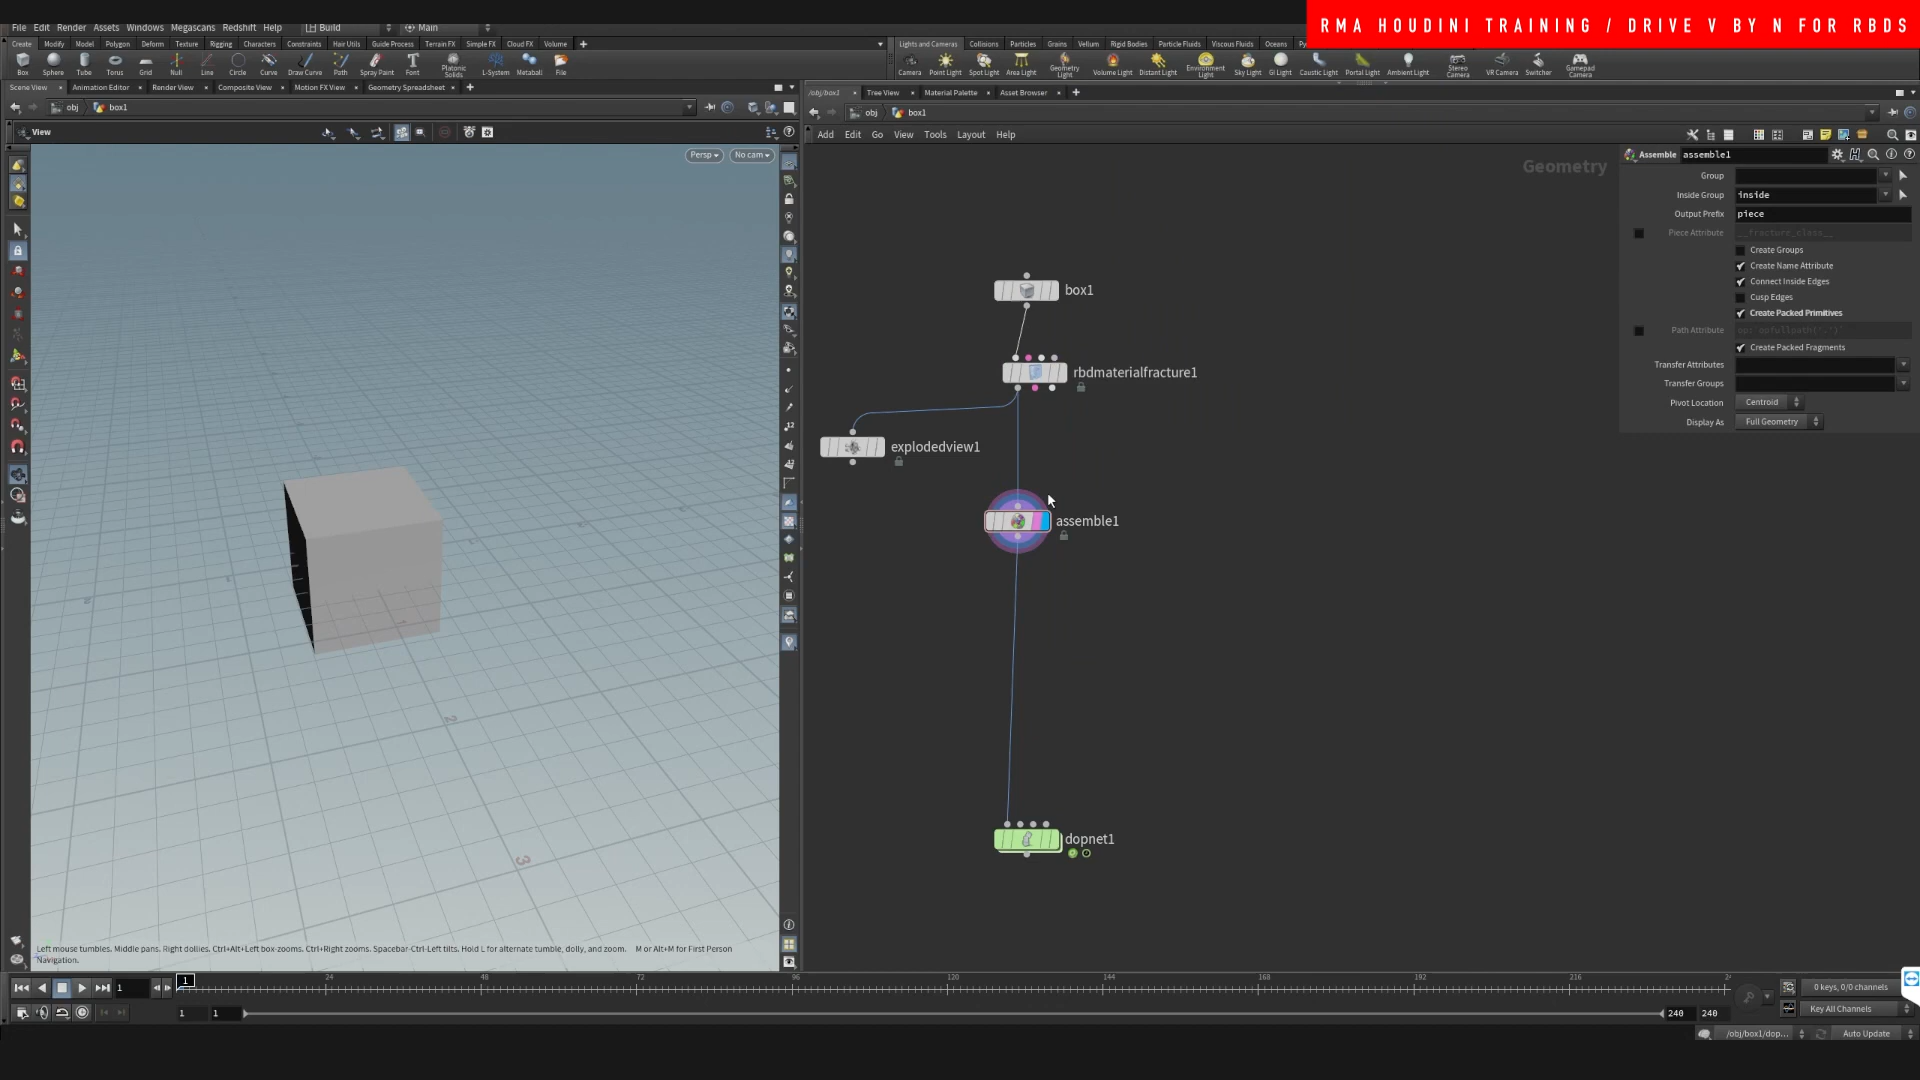 RMA HOUDINI TRAINING / DRIVE V BY N FOR RBDS
File Edit Render Assets Windows Megascans Redshift Help Build Main
Create Modify Model Polygon Deform Texture Rigging Characters Constraints Hair Utils Guide Process Terrain FX Simple FX Cloud FX Volume
Lights and Cameras Collisions Particles Grains Vellum Rigid Bodies Particle Fluids Viscous Fluids Oceans
Box Sphere Tube Torus Grid Null Line Circle Curve Draw Curve Path Spray Paint Font Platonic Solids L-System Metaball File
Camera Point Light Spot Light Area Light Geometry Light Volume Light Distant Light Environment Light Sky Light GI Light Caustic Light Portal Light Ambient Light Stereo Camera VR Camera Switcher Gamepad Camera
Scene View Animation Editor Render View Composite View Motion FX View Geometry Spreadsheet
/obj/box1 Tree View Material Palette Asset Browser
obj box1
obj box1
View
Add Edit Go View Tools Layout Help
Persp No cam
Geometry
Assemble assemble1
Group
Inside Group inside
Output Prefix piece
Piece Attribute __fracture_class__
Create Groups
Create Name Attribute
Connect Inside Edges
Cusp Edges
Create Packed Primitives
Path Attribute op:`opfullpath(".")`
Create Packed Fragments
Transfer Attributes
Transfer Groups
Pivot Location Centroid
Display As Full Geometry
box1
rbdmaterialfracture1
explodedview1
assemble1
dopnet1
2
3
Left mouse tumbles. Middle pans. Right dollies. Ctrl+Alt+Left box-zooms. Ctrl+Right zooms. Spacebar-Ctrl-Left tilts. Hold L for alternate tumble, dolly, and zoom. M or Alt+M for First Person
Navigation.
1 1 24 48 72 96 120 144 168 192 216
0 keys, 0/0 channels
1 1 240 240
Key All Channels
/obj/box1/dop... Auto Update